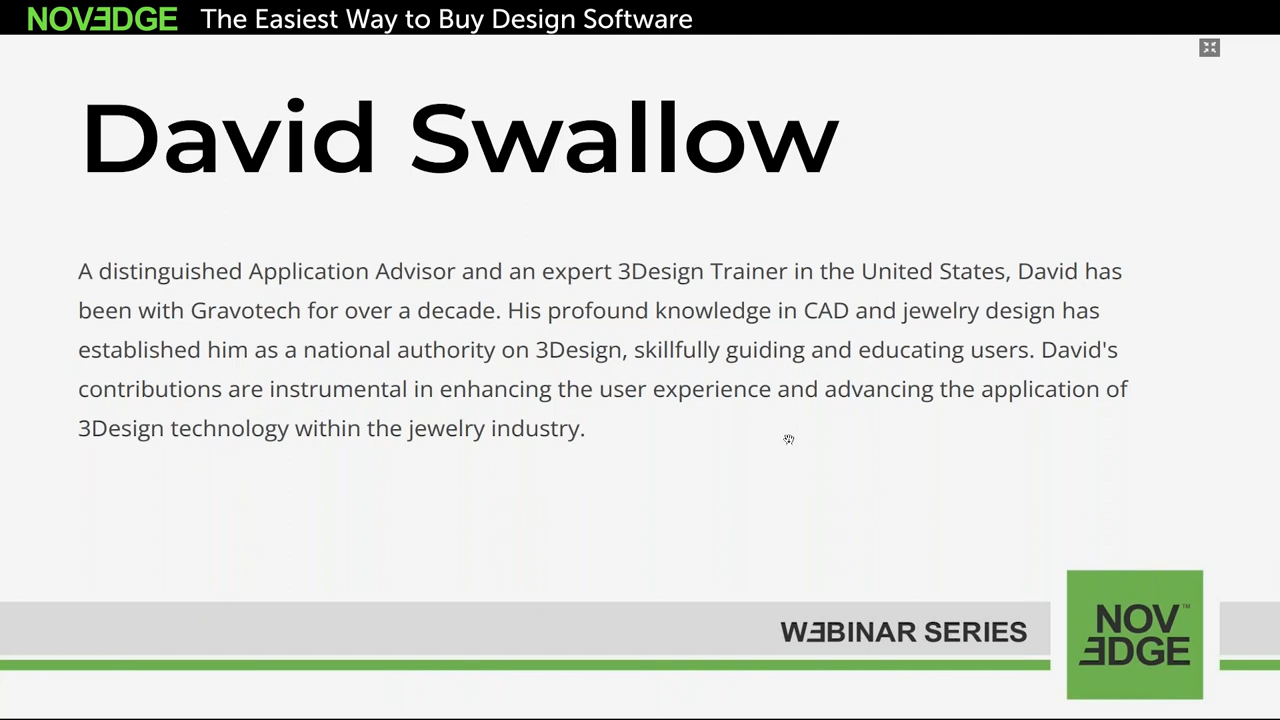 NOVEDGE The Easiest Way to Buy Design Software
David Swallow
A distinguished Application Advisor and an expert 3Design Trainer in the United States, David has
been with Gravotech for over a decade. His profound knowledge in CAD and jewelry design has
established him as a national authority on 3Design, skillfully guiding and educating users. David's
contributions are instrumental in enhancing the user experience and advancing the application of
3Design technology within the jewelry industry.
WEBINAR SERIES
NOV™
EDGE